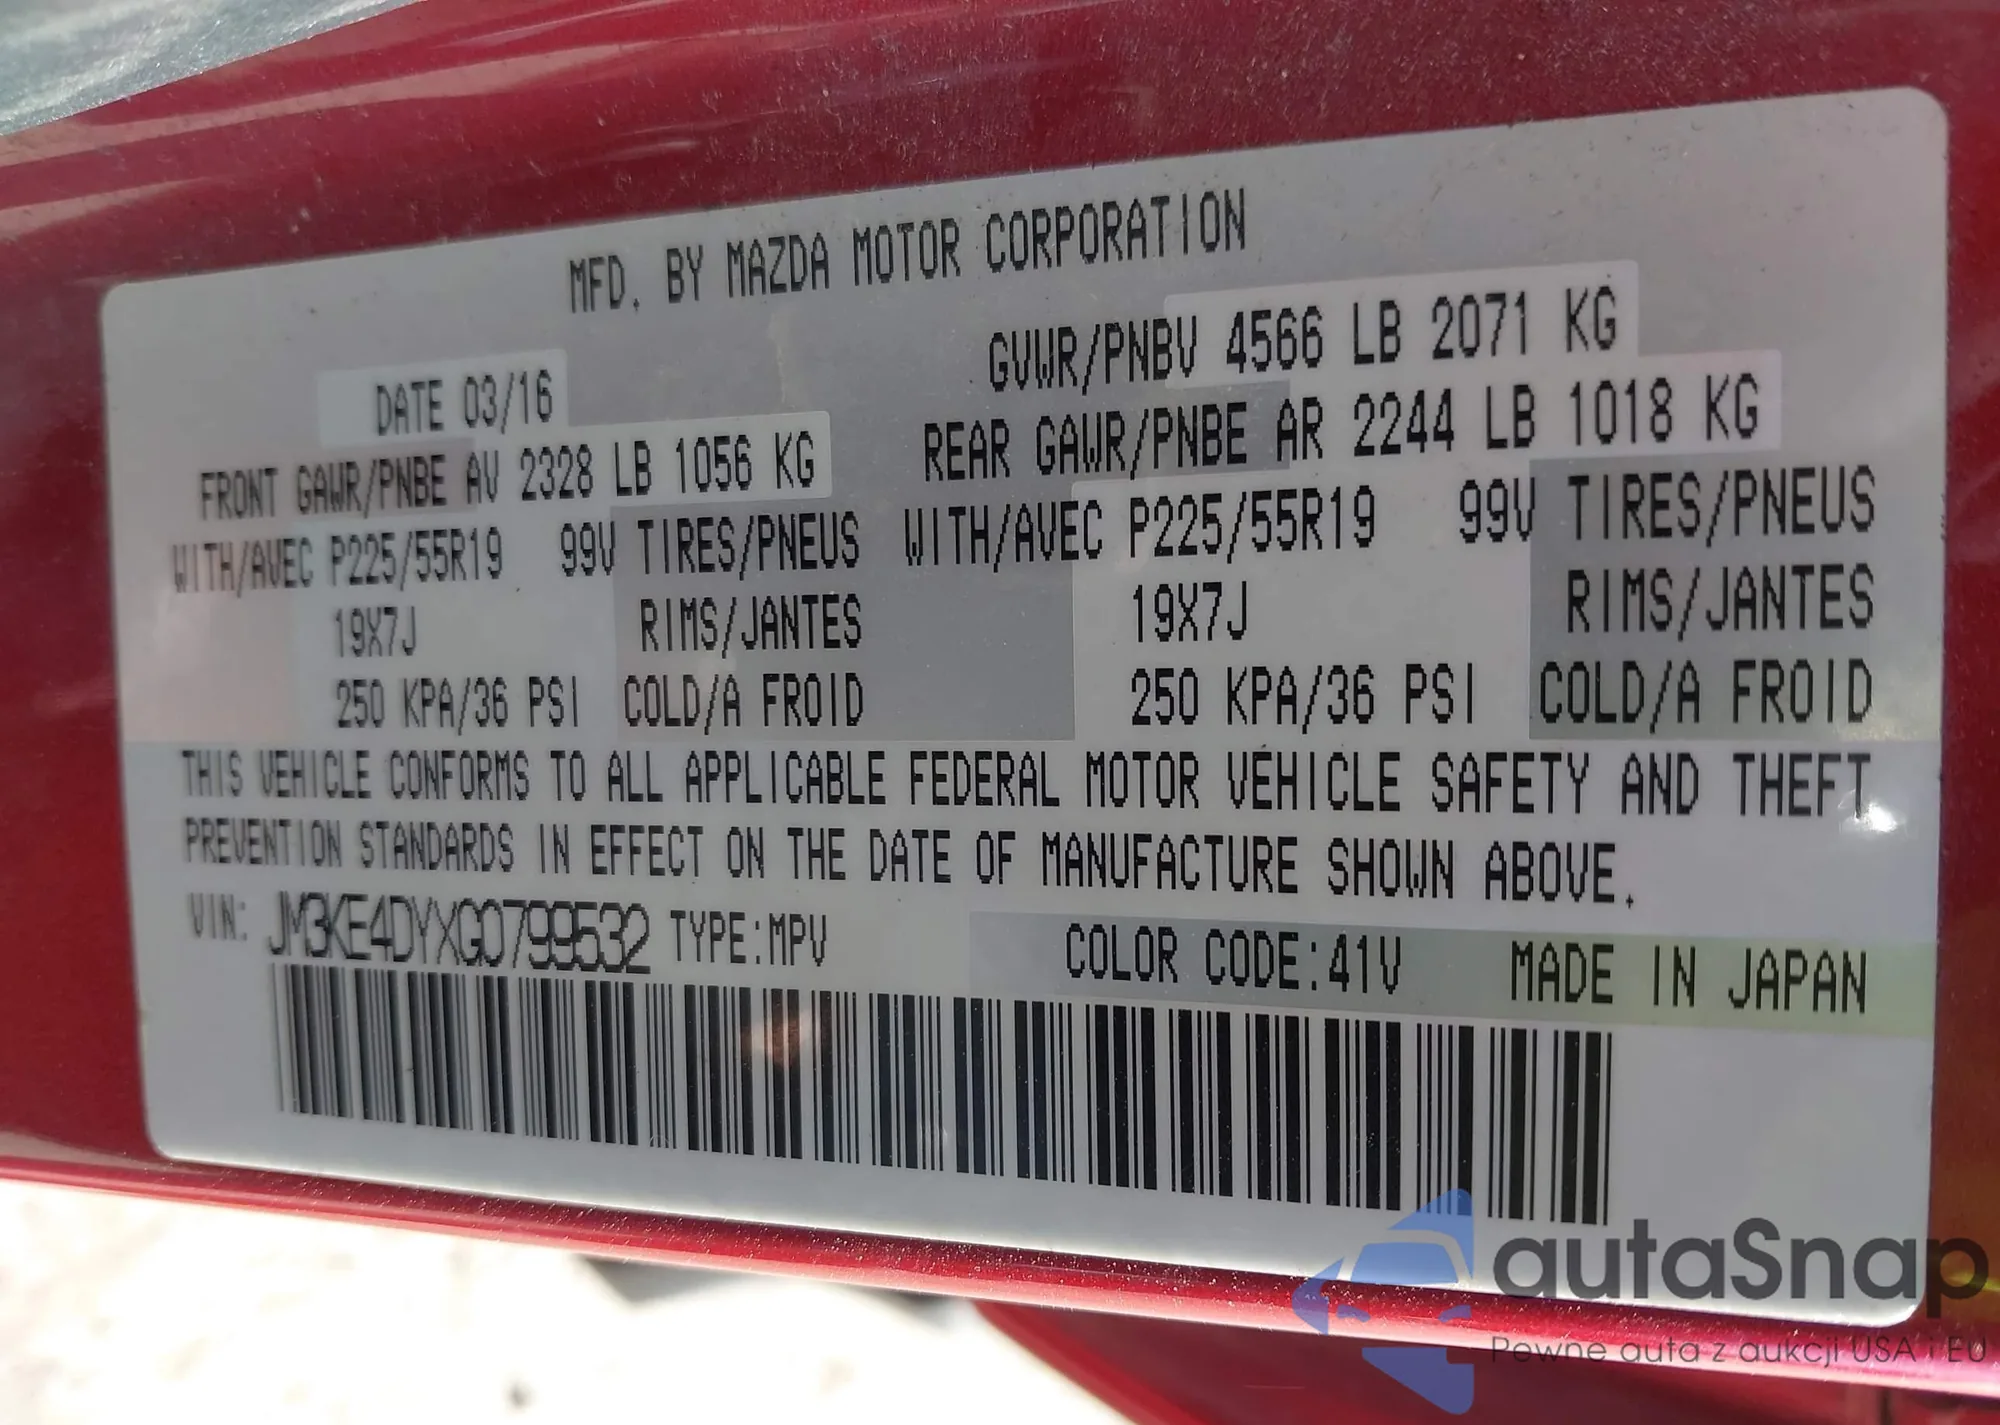 MFD. BY MAZDA MOTOR CORPORATION
DATE 03/16 GVWR/PNBV 4566 LB 2071 KG
FRONT GAWR/PNBE AV 2328 LB 1056 KG REAR GAWR/PNBE AR 2244 LB 1018 KG
WITH/AVEC P225/55R19 99V TIRES/PNEUS WITH/AVEC P225/55R19 99V TIRES/PNEUS
19X7J RIMS/JANTES 19X7J RIMS/JANTES
250 KPA/36 PSI COLD/A FROID 250 KPA/36 PSI COLD/A FROID
THIS VEHICLE CONFORMS TO ALL APPLICABLE FEDERAL MOTOR VEHICLE SAFETY AND THEFT
PREVENTION STANDARDS IN EFFECT ON THE DATE OF MANUFACTURE SHOWN ABOVE.
VIN: JM3KE4DYXG0799532 TYPE:MPV COLOR CODE:41V MADE IN JAPAN
autaSnap
Pewne auta z aukcji USA i EU